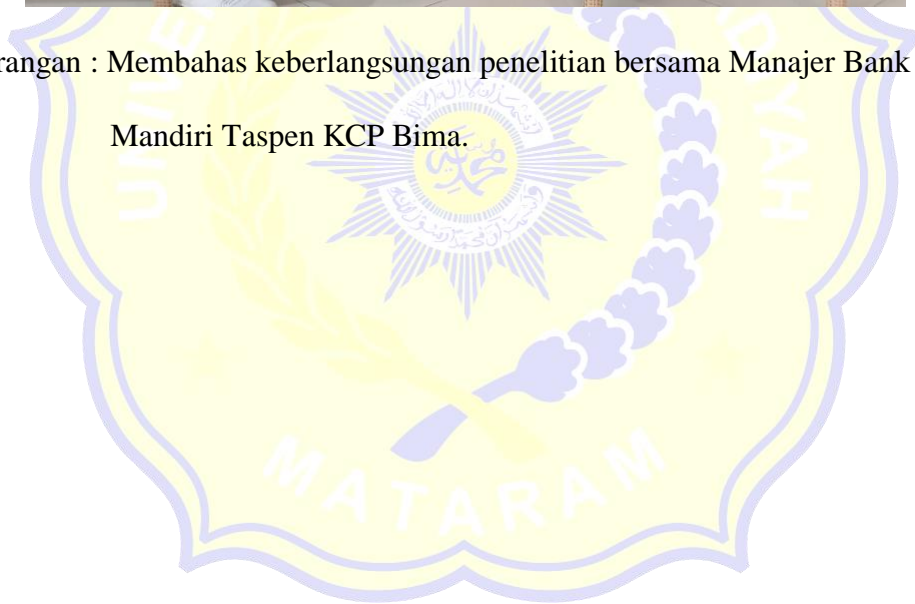 rangan : Membahas keberlangsungan penelitian bersama Manajer Bank
Mandiri Taspen KCP Bima.
MATARAM